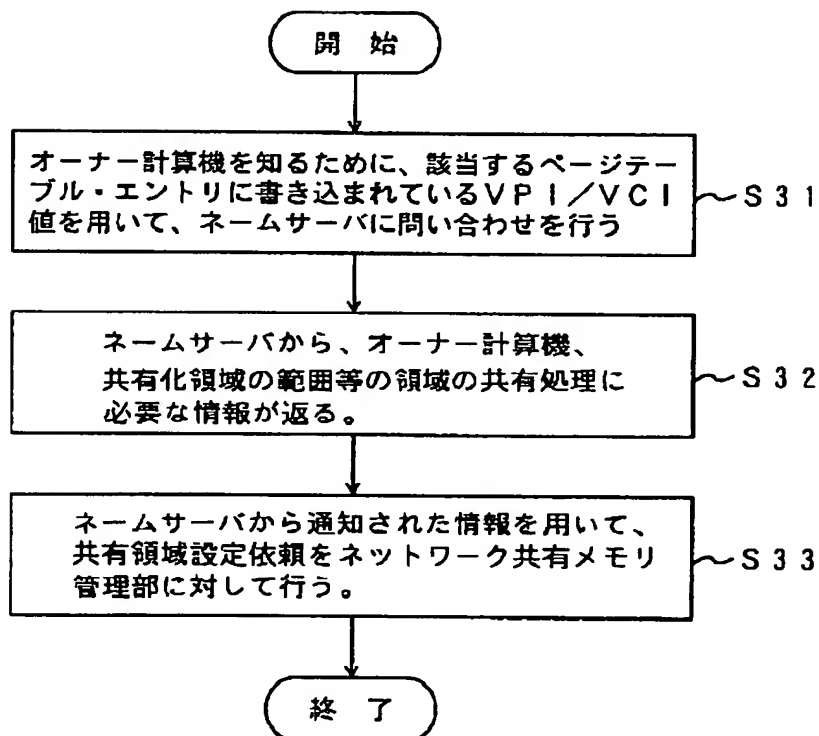 開 始
オーナー計算機を知るために、該当するページテー
ブル・エントリに書き込まれているVPI/VCI
値を用いて、ネームサーバに問い合わせを行う
S31
ネームサーバから、オーナー計算機、
共有化領域の範囲等の領域の共有処理に
必要な情報が返る。
S32
ネームサーバから通知された情報を用いて、
共有領域設定依頼をネットワーク共有メモリ
管理部に対して行う。
S33
終 了